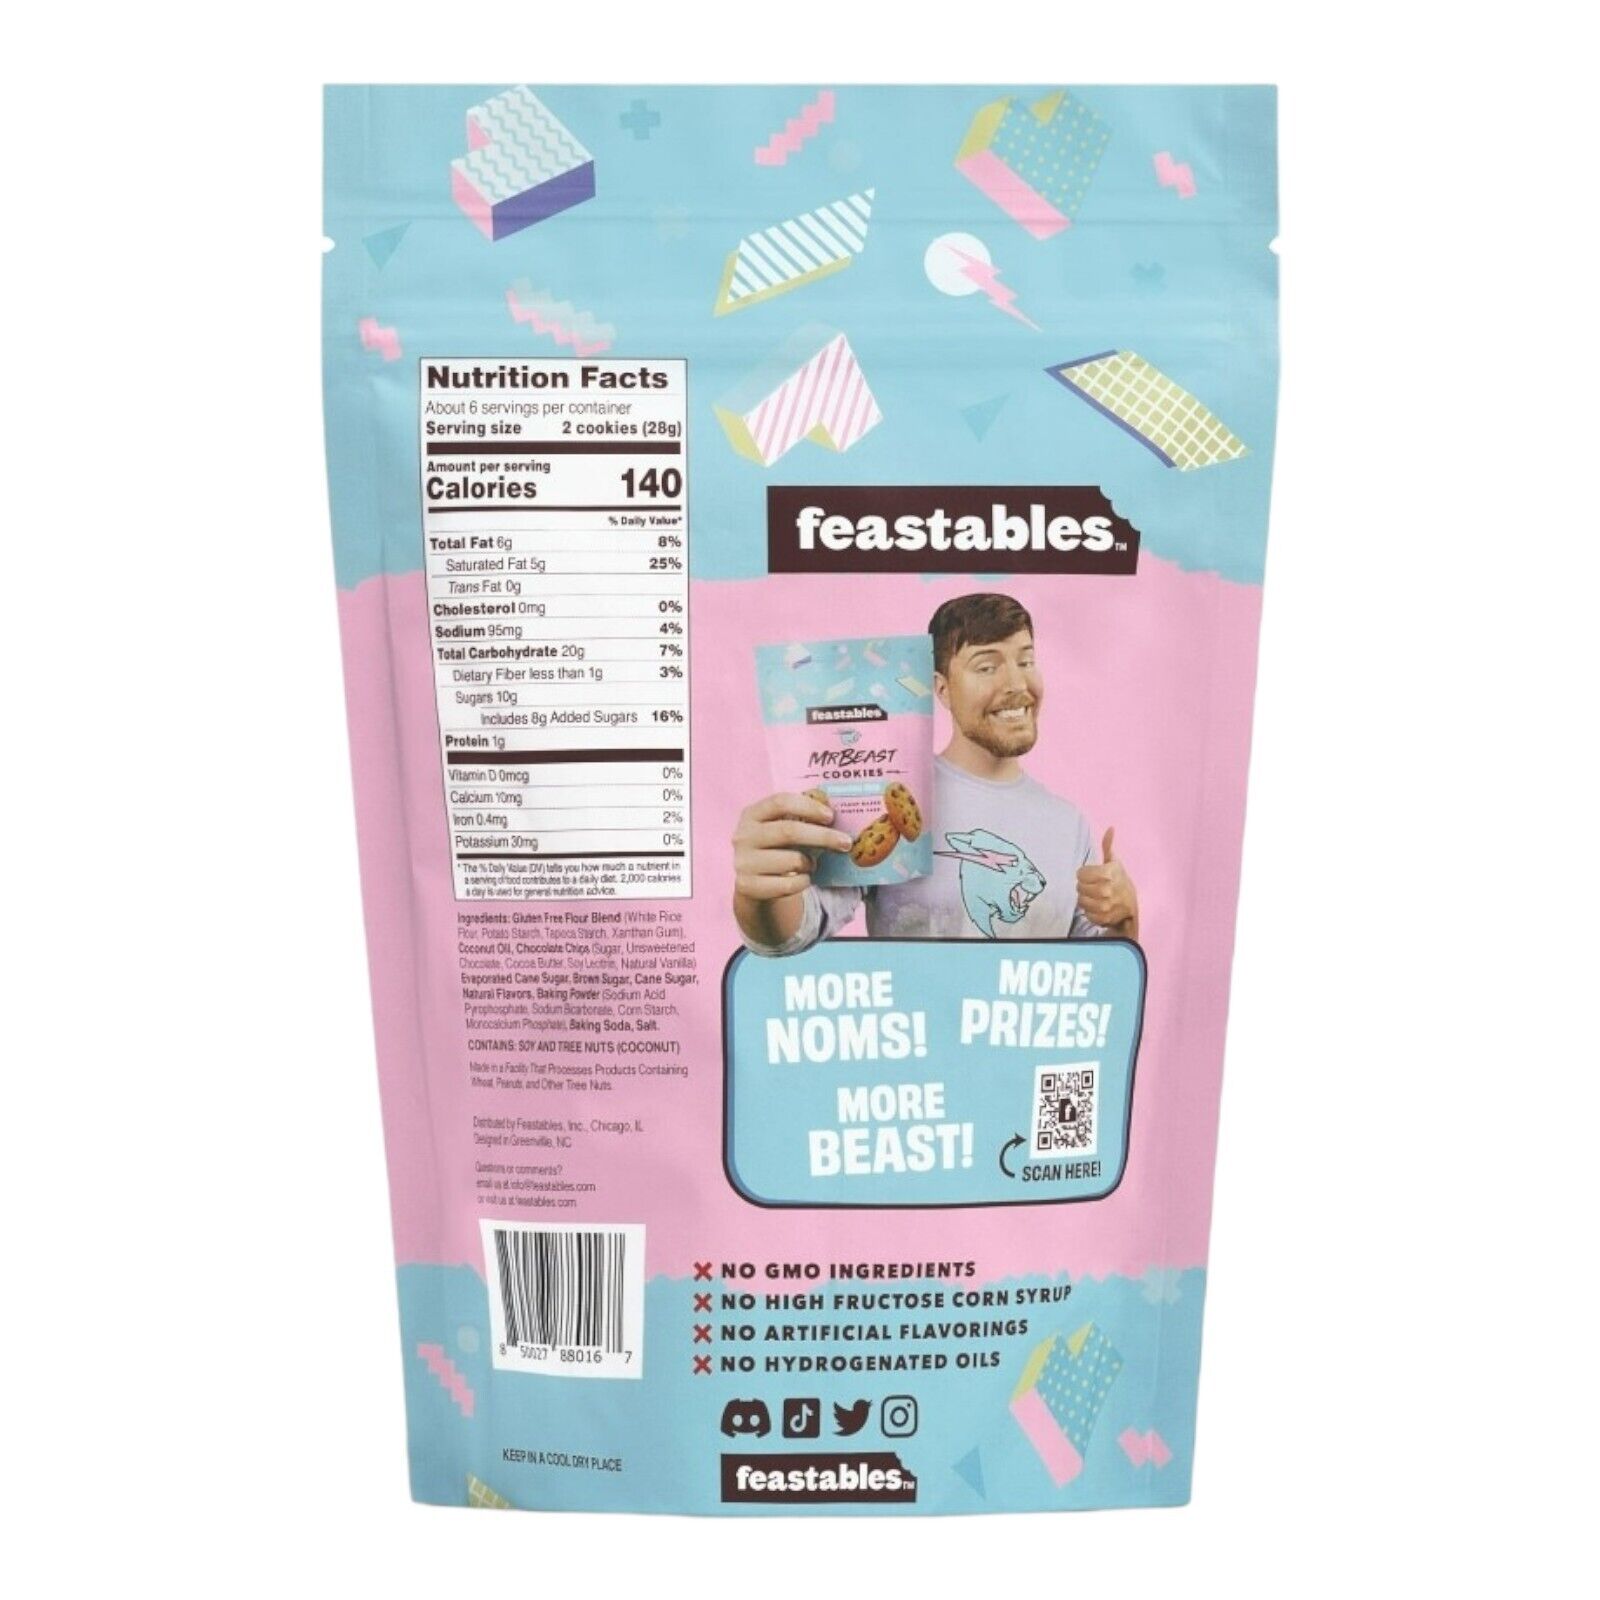 Nutrition Facts
About 6 servings per container
Serving size 2 cookies (28g)
Amount per serving
Calories 140
% Daily Value*
Total Fat 6g 8%
Saturated Fat 5g 25%
Trans Fat 0g
Cholesterol 0mg 0%
Sodium 95mg 4%
Total Carbohydrate 20g 7%
Dietary Fiber less than 1g 3%
Sugars 10g
Includes 8g Added Sugars 16%
Protein 1g
Vitamin D 0mcg 0%
Calcium 10mg 0%
Iron 0.4mg 2%
Potassium 30mg 0%
* The % Daily Value (DV) tells you how much a nutrient in
a serving of food contributes to a daily diet. 2,000 calories
a day is used for general nutrition advice.
Ingredients: Gluten Free Flour Blend (White Rice
Flour, Potato Starch, Tapioca Starch, Xanthan Gum),
Coconut Oil, Chocolate Chips (Sugar, Unsweetened
Chocolate, Cocoa Butter, Soy Lecithin, Natural Vanilla)
Evaporated Cane Sugar, Brown Sugar, Cane Sugar,
Natural Flavors, Baking Powder (Sodium Acid
Pyrophosphate, Sodium Bicarbonate, Corn Starch,
Monocalcium Phosphate), Baking Soda, Salt.
CONTAINS: SOY AND TREE NUTS (COCONUT)
Made in a Facility That Processes Products Containing
Wheat, Peanuts, and Other Tree Nuts.
Distributed by Feastables, Inc., Chicago, IL
Designed in Greenville, NC
Questions or comments?
email us at info@feastables.com
or visit us at feastables.com
8 50027 88016 7
KEEP IN A COOL DRY PLACE
feastables™
feastables
MRBEAST
COOKIES
PLANT BASED
GLUTEN FREE
MORE
NOMS!
MORE
PRIZES!
MORE
BEAST!
f
SCAN HERE!
NO GMO INGREDIENTS
NO HIGH FRUCTOSE CORN SYRUP
NO ARTIFICIAL FLAVORINGS
NO HYDROGENATED OILS
feastables™